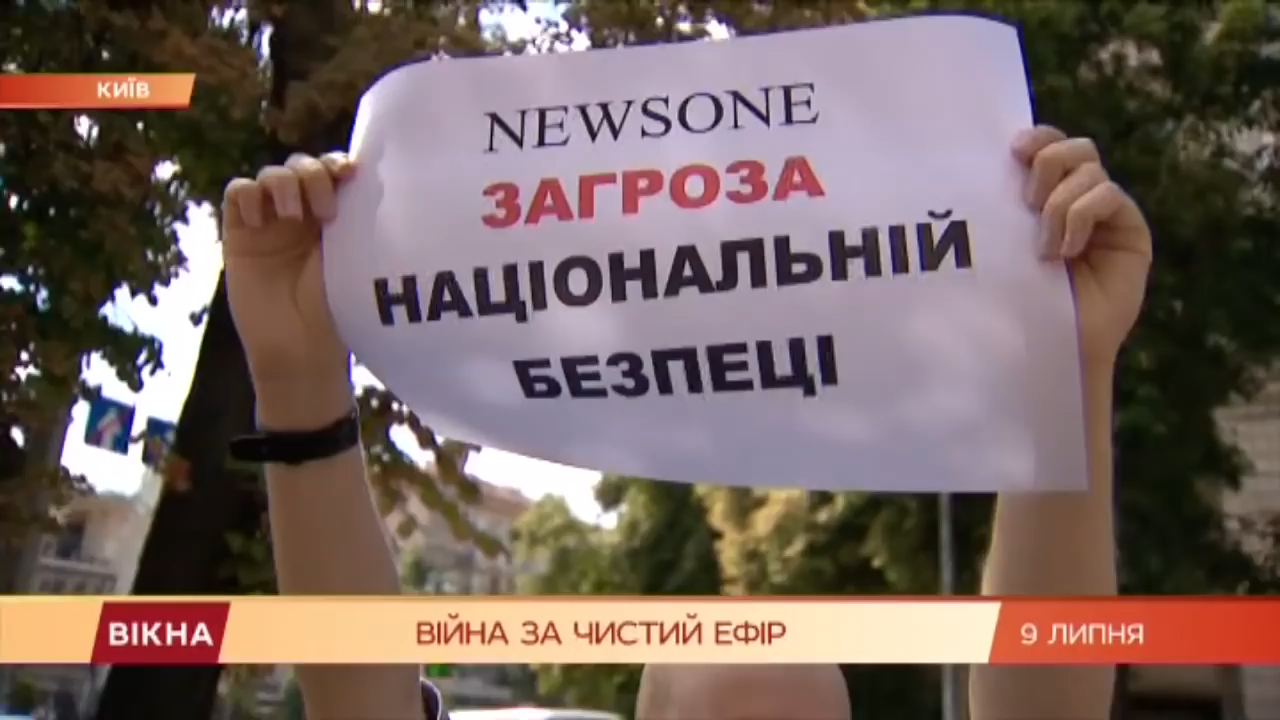 КИЇВ
NEWSONE
ЗАГРОЗА
НАЦІОНАЛЬНІЙ
БЕЗПЕЦІ
ВІКНА
ВІЙНА ЗА ЧИСТИЙ ЕФІР
9 ЛИПНЯ